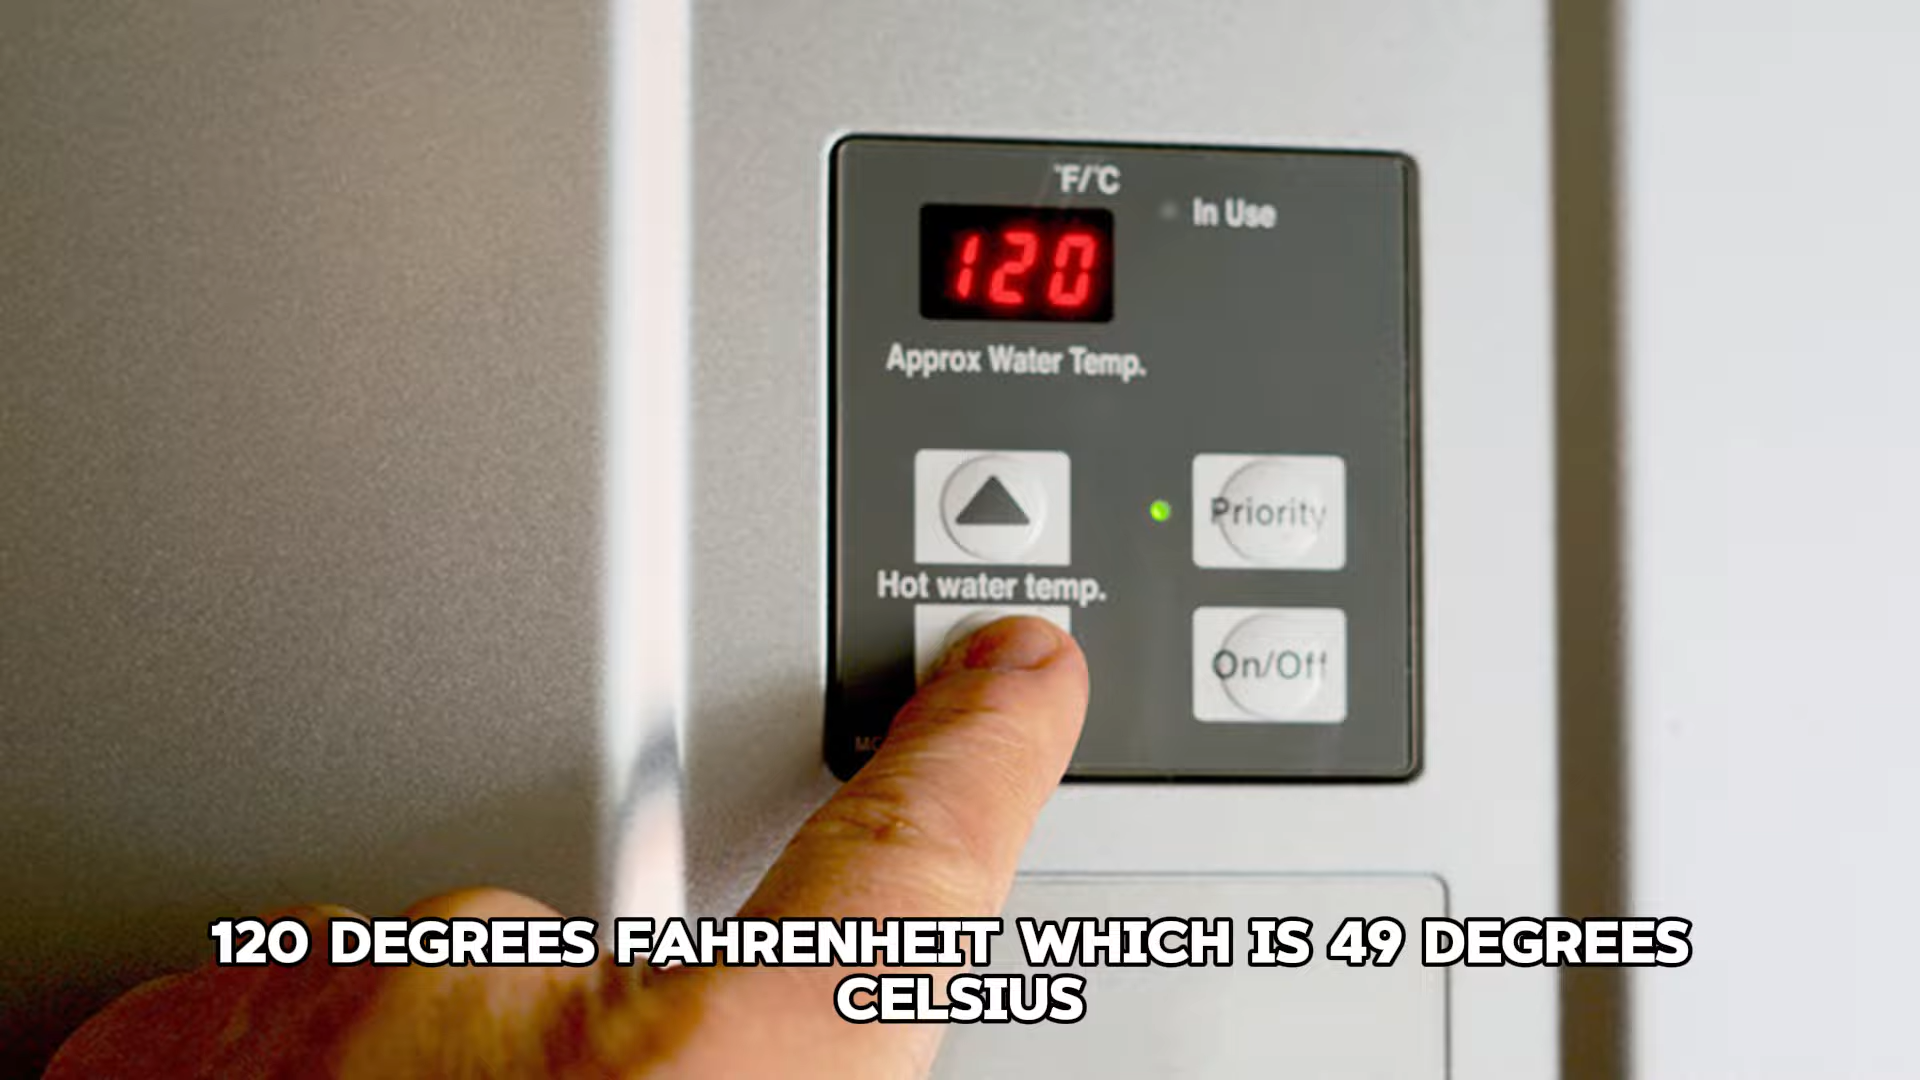 °F/°C
In Use
120
Approx Water Temp.
Priority
Hot water temp.
On/Off
120 DEGREES FAHRENHEIT WHICH IS 49 DEGREES
CELSIUS